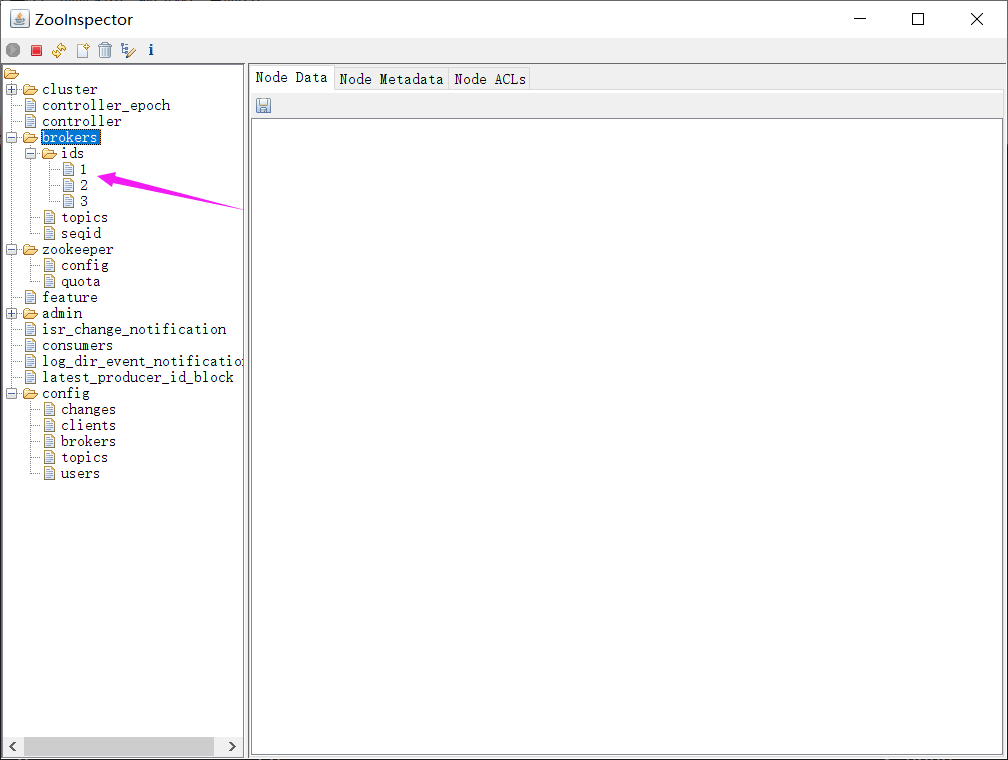 ZooInspector
Node Data Node Metadata Node ACLs
cluster
controller_epoch
controller
brokers
ids
1
2
3
topics
seqid
zookeeper
config
quota
feature
admin
isr_change_notification
consumers
log_dir_event_notification
latest_producer_id_block
config
changes
clients
brokers
topics
users